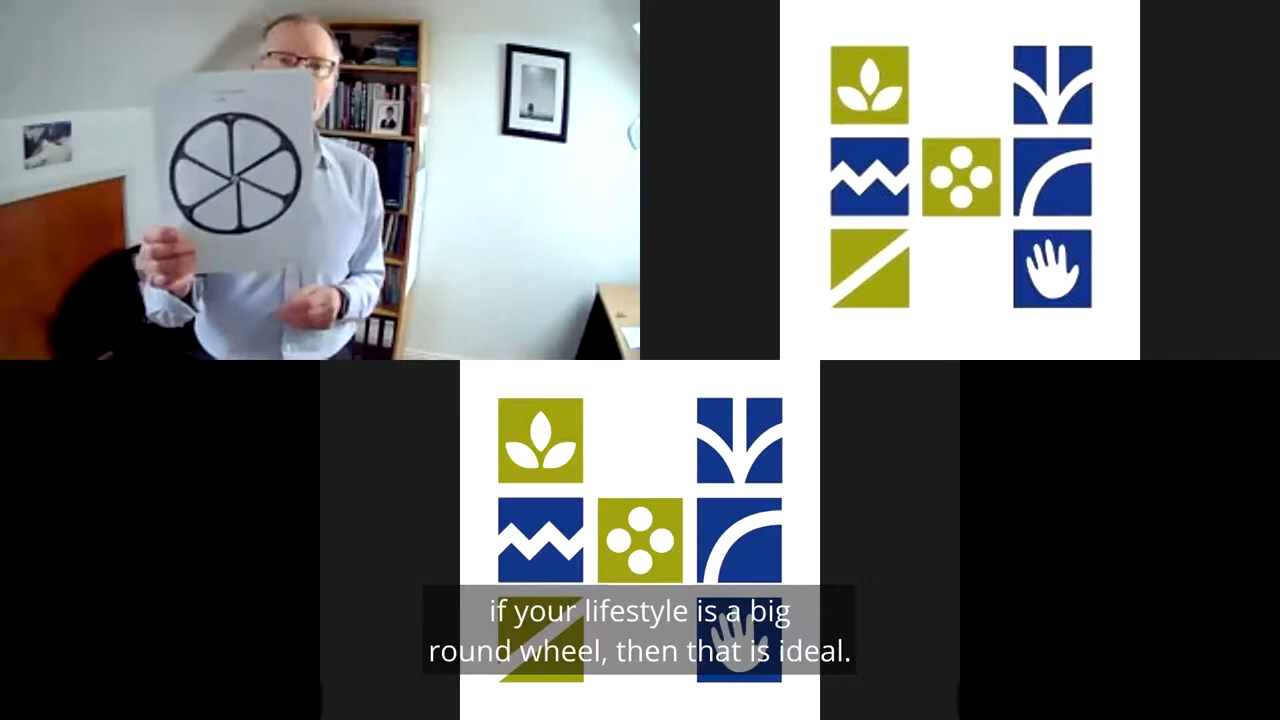 if your lifestyle is a big
round wheel, then that is ideal.